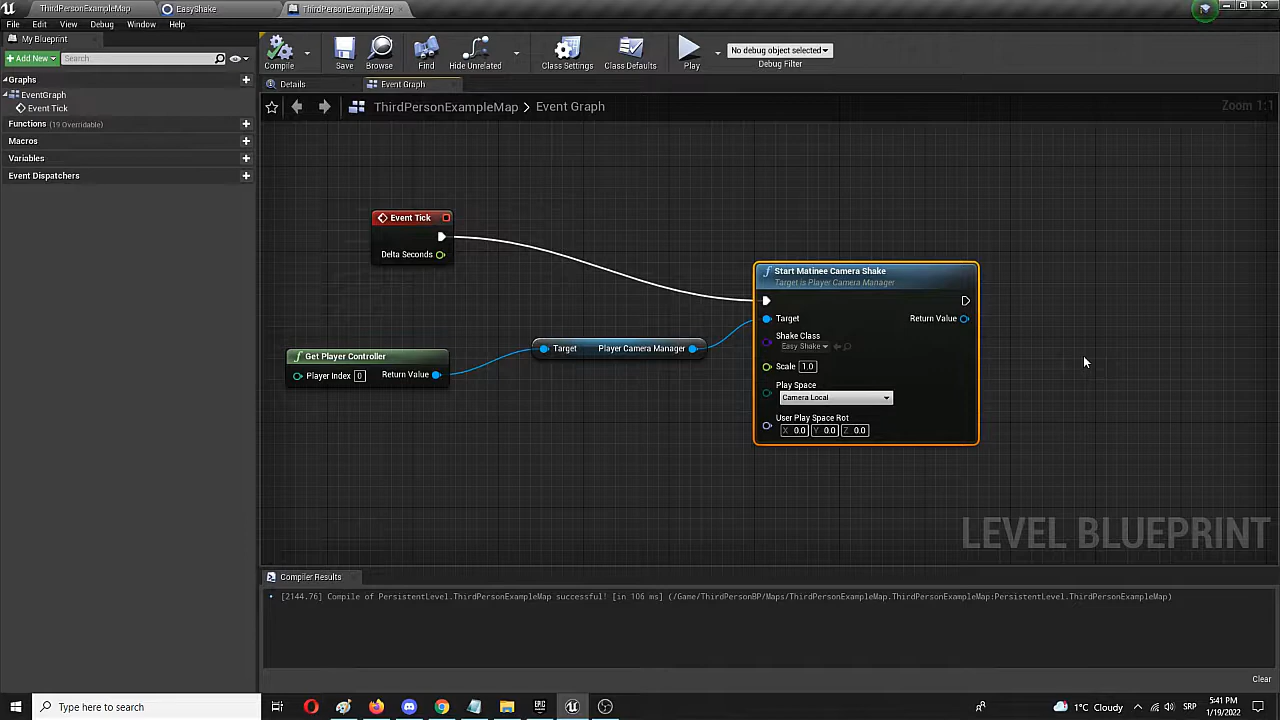 ThirdPersonExampleMap
EasyShake
ThirdPersonExampleMap
File Edit View Debug Window Help
My Blueprint
Add New
Search
Compile
Save
Browse
Find
Hide Unrelated
Class Settings
Class Defaults
Play
No debug object selected
Debug Filter
Graphs
EventGraph
Event Tick
Functions (19 Overridable)
Macros
Variables
Event Dispatchers
Details
Event Graph
ThirdPersonExampleMap > Event Graph
Zoom 1:1
Event Tick
Delta Seconds
Get Player Controller
Player Index 0
Return Value
Target Player Camera Manager
Start Matinee Camera Shake
Target is Player Camera Manager
Target
Return Value
Shake Class
Easy Shake
Scale 1.0
Play Space
Camera Local
User Play Space Rot
X 0.0 Y 0.0 Z 0.0
LEVEL BLUEPRINT
Compiler Results
[2144.76] Compile of PersistentLevel.ThirdPersonExampleMap successful! [in 106 ms] (/Game/ThirdPersonBP/Maps/ThirdPersonExampleMap.ThirdPersonExampleMap:PersistentLevel.ThirdPersonExampleMap)
Clear
Type here to search
1°C Cloudy
SRP
5:41 PM
1/19/2022